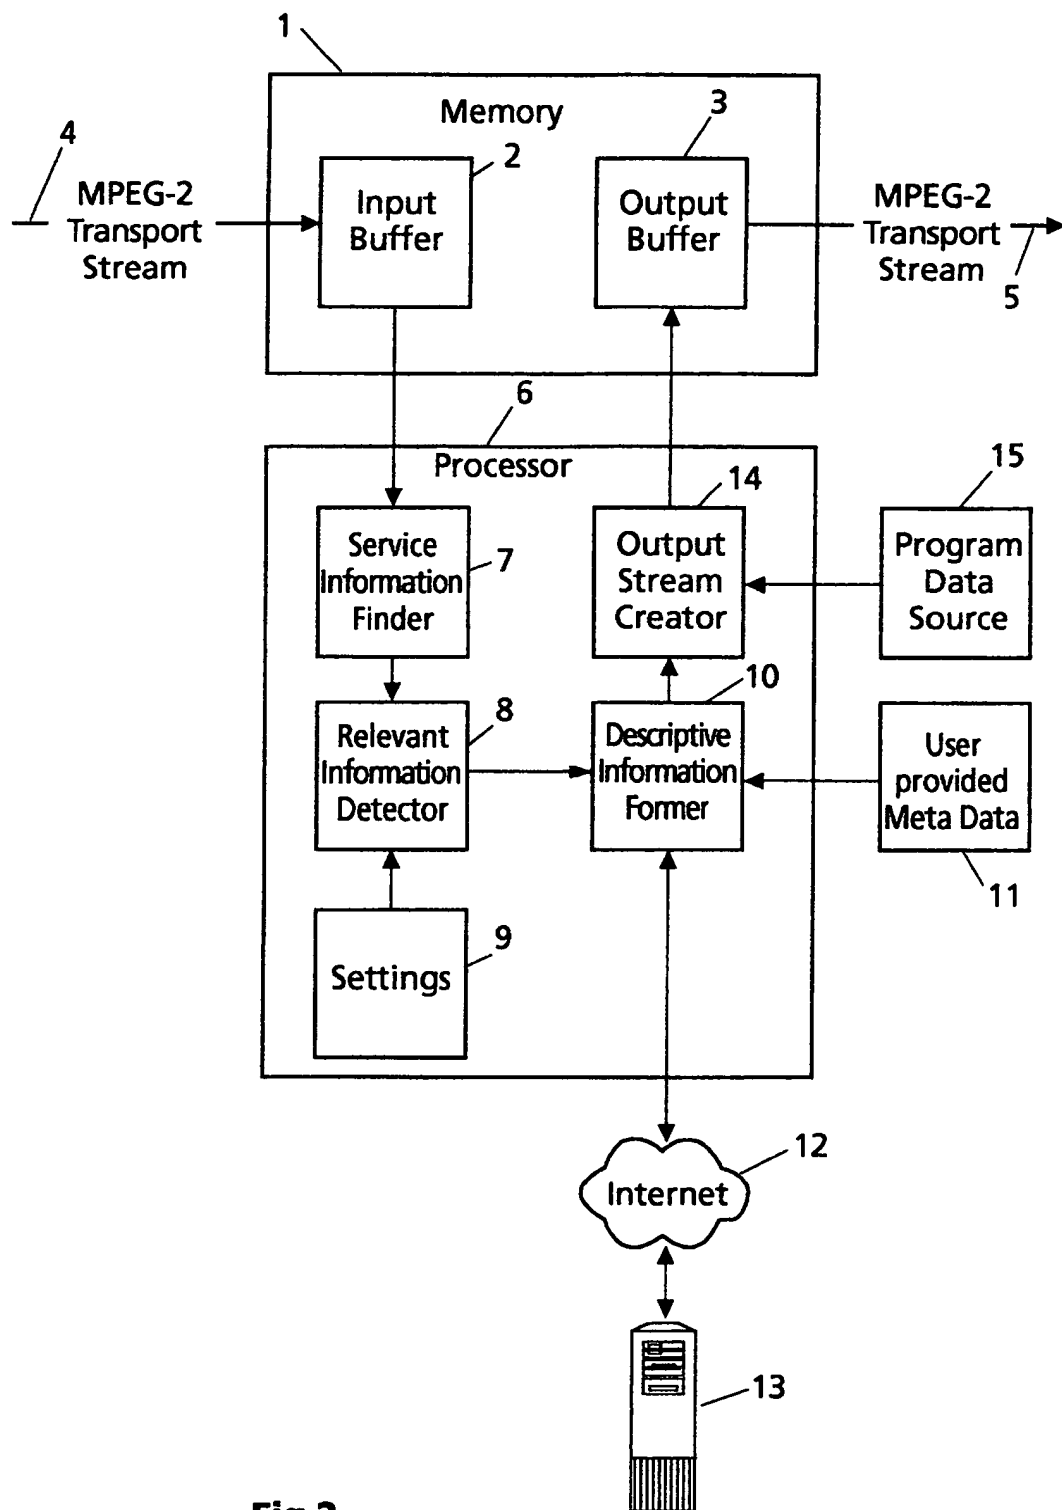 1
Memory
3
4
2
MPEG-2
Transport
Stream
Input
Buffer
Output
Buffer
MPEG-2
Transport
Stream
5
6
Processor
14
15
Service
Information
Finder
7
Output
Stream
Creator
Program
Data
Source
10
8
Relevant
Information
Detector
Descriptive
Information
Former
User
provided
Meta Data
11
9
Settings
12
Internet
13